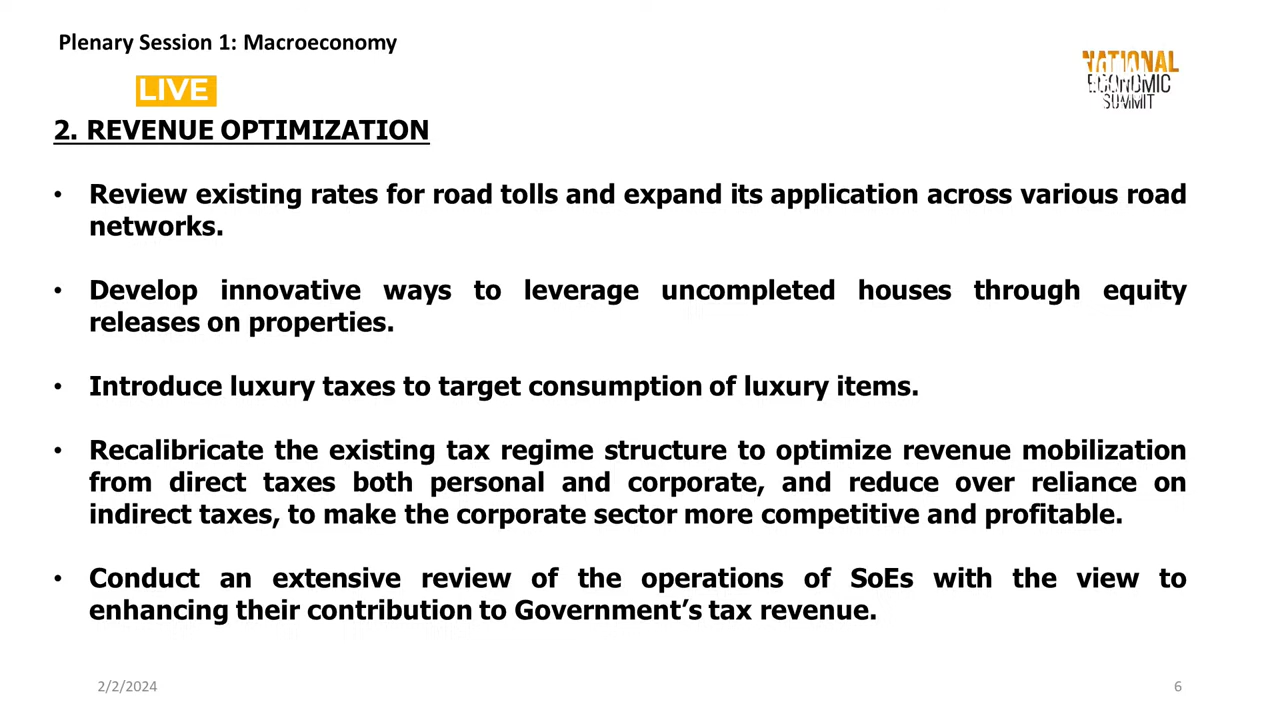 Plenary Session 1: Macroeconomy
NATIONAL
ECONOMIC
SUMMIT
LIVE
2. REVENUE OPTIMIZATION
• Review existing rates for road tolls and expand its application across various road
networks.
• Develop innovative ways to leverage uncompleted houses through equity
releases on properties.
• Introduce luxury taxes to target consumption of luxury items.
• Recalibricate the existing tax regime structure to optimize revenue mobilization
from direct taxes both personal and corporate, and reduce over reliance on
indirect taxes, to make the corporate sector more competitive and profitable.
• Conduct an extensive review of the operations of SoEs with the view to
enhancing their contribution to Government’s tax revenue.
2/2/2024
6